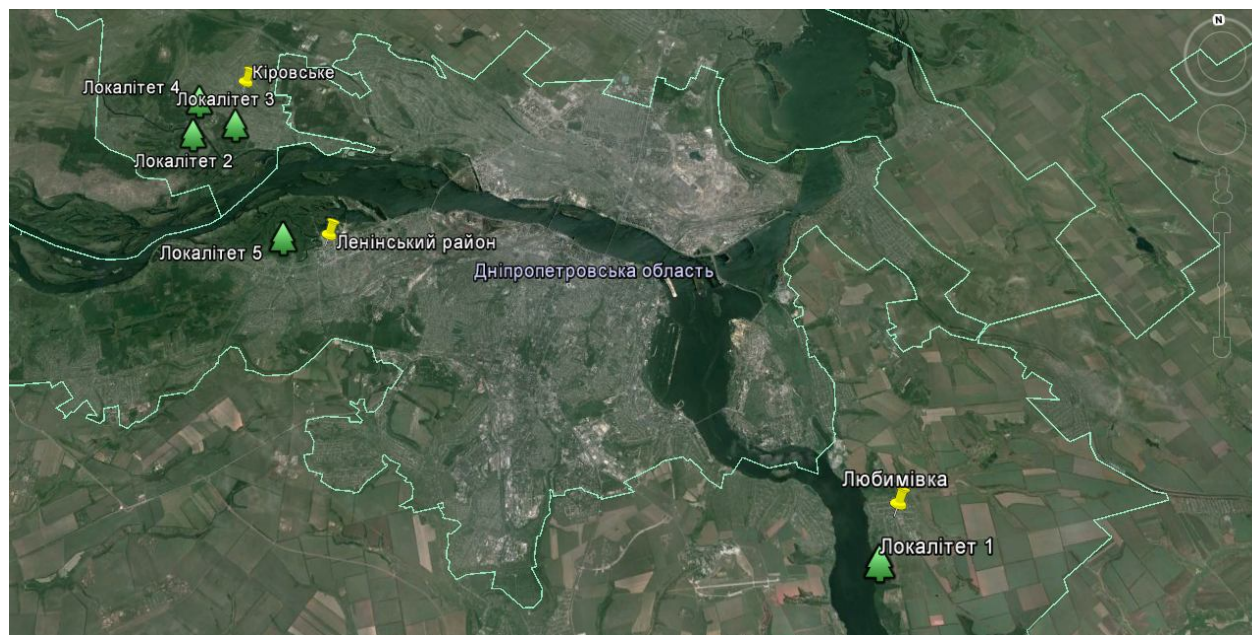 N
Кіровське
Локалітет 4
Локалітет 3
Локалітет 2
Ленінський район
Локалітет 5
Дніпропетровська область
Любимівка
Локалітет 1